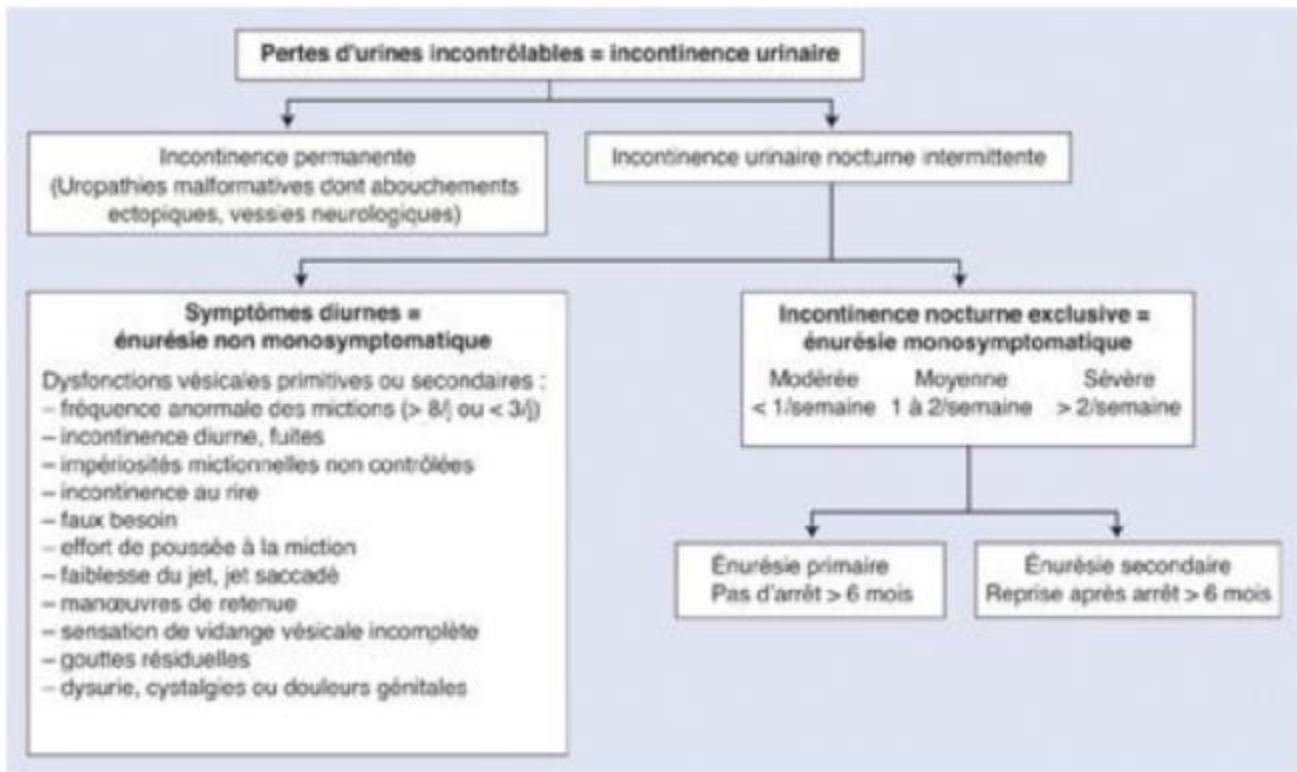 Pertes d'urines incontrôlables = incontinence urinaire
Incontinence permanente
(Uropathies malformatives dont abouchements
ectopiques, vessies neurologiques)
Incontinence urinaire nocturne intermittente
Symptômes diurnes =
énurésie non monosymptomatique
Dysfonctions vésicales primitives ou secondaires :
– fréquence anormale des mictions (> 8/j ou < 3/j)
– incontinence diurne, fuites
– impériosités mictionnelles non contrôlées
– incontinence au rire
– faux besoin
– effort de poussée à la miction
– faiblesse du jet, jet saccadé
– manœuvres de retenue
– sensation de vidange vésicale incomplète
– gouttes résiduelles
– dysurie, cystalgies ou douleurs génitales
Incontinence nocturne exclusive =
énurésie monosymptomatique
Modérée Moyenne Sévère
< 1/semaine 1 à 2/semaine > 2/semaine
Énurésie primaire
Pas d'arrêt > 6 mois
Énurésie secondaire
Reprise après arrêt > 6 mois